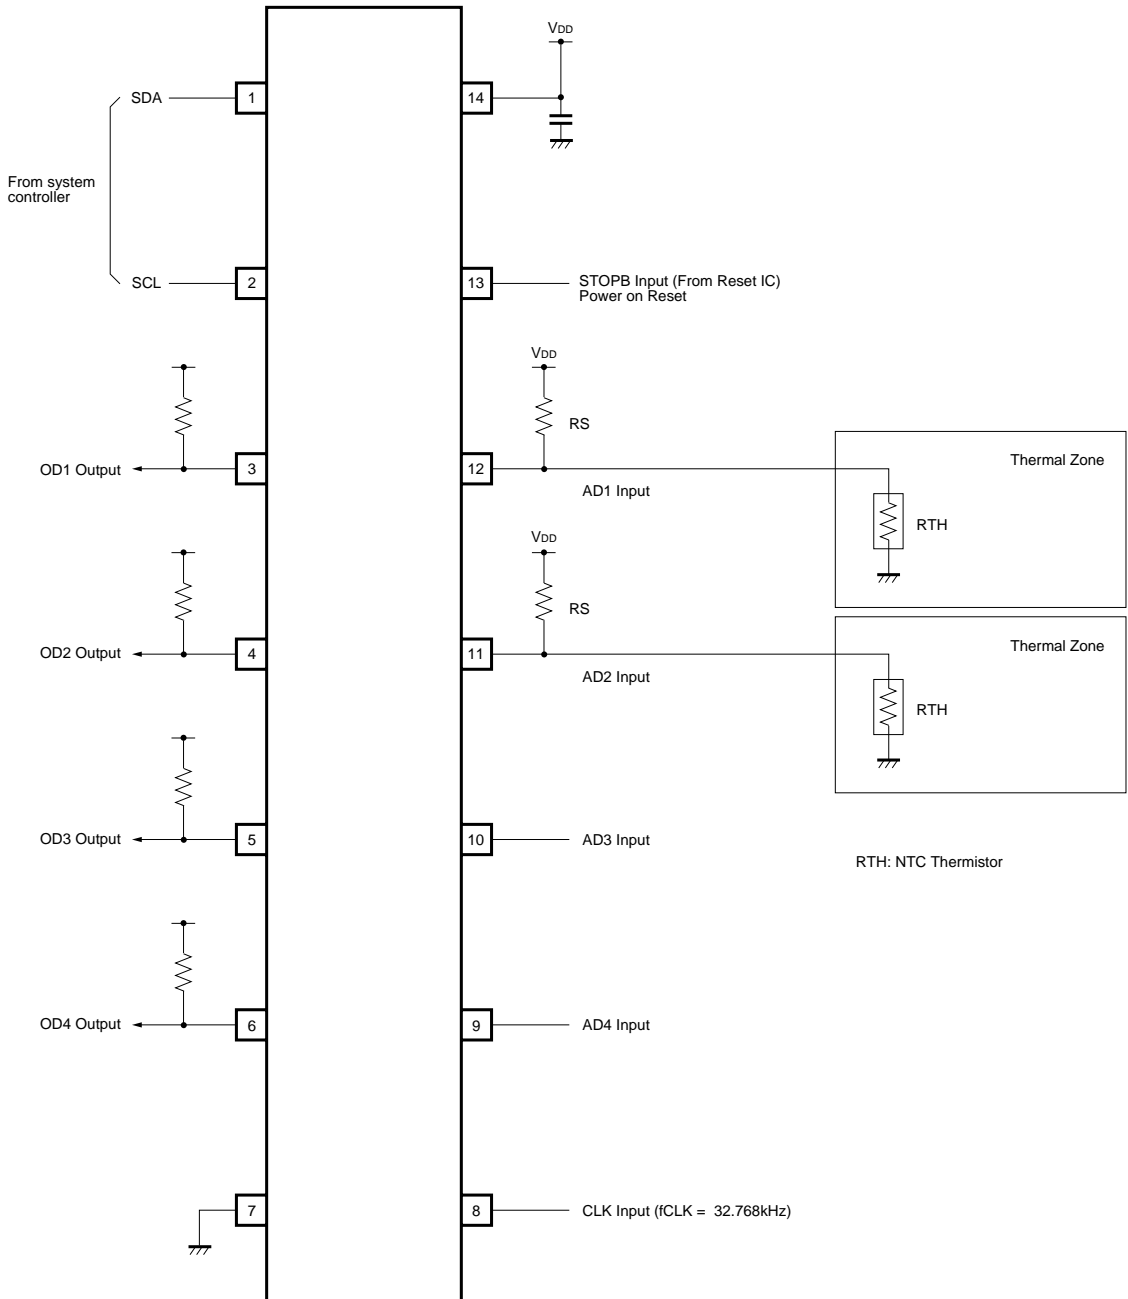 VDD
SDA
1
14
From system
controller
SCL
2
13
STOPB Input (From Reset IC)
Power on Reset
VDD
RS
Thermal Zone
OD1 Output
3
12
AD1 Input
RTH
VDD
RS
Thermal Zone
OD2 Output
4
11
AD2 Input
RTH
OD3 Output
5
10
AD3 Input
RTH: NTC Thermistor
OD4 Output
6
9
AD4 Input
7
8
CLK Input (fCLK = 32.768kHz)